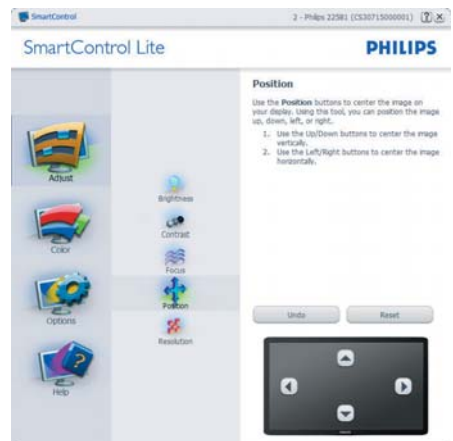 SmartControl
2 - Philips 225B1 (CS30715000001)
SmartControl Lite
PHILIPS
Adjust
Color
Options
Help
Brightness
Contrast
Focus
Position
Resolution
Position
Use the Position buttons to center the image on
your display. Using this tool, you can position the image
up, down, left, or right.
1. Use the Up/Down buttons to center the image
vertically.
2. Use the Left/Right buttons to center the image
horizontally.
Undo
Reset